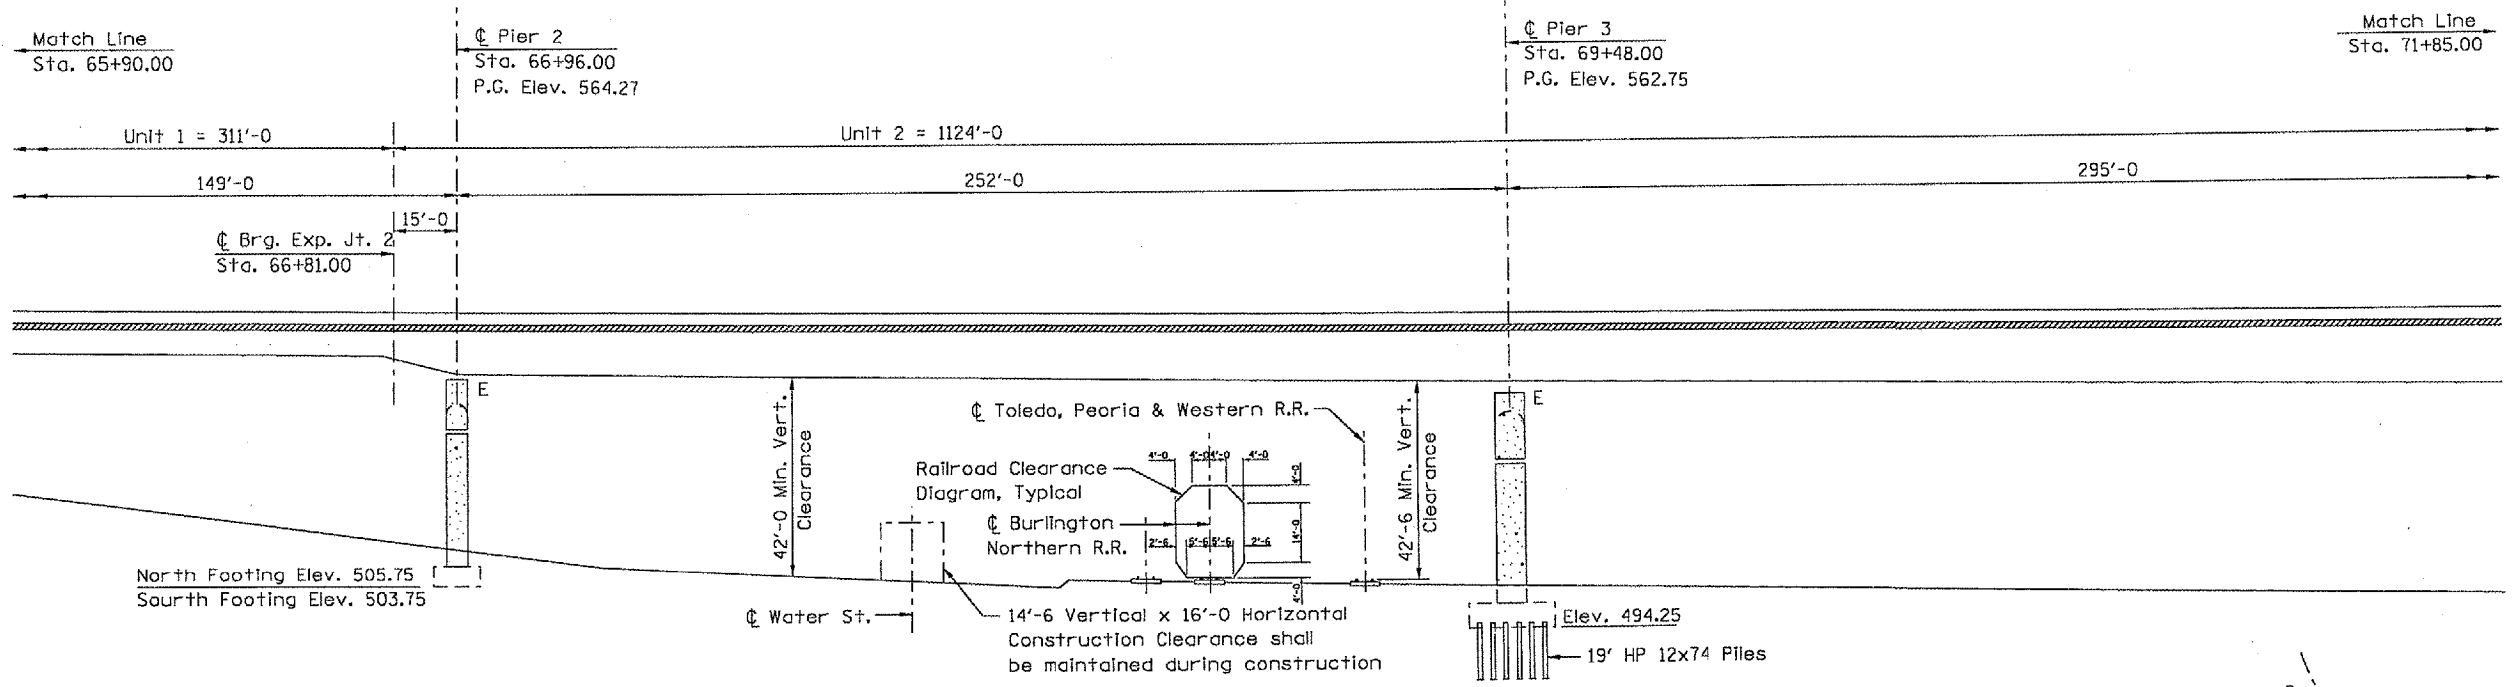 Match Line
Sta. 65+90.00
℄ Pier 2
Sta. 66+96.00
P.G. Elev. 564.27
℄ Pier 3
Sta. 69+48.00
P.G. Elev. 562.75
Match Line
Sta. 71+85.00
Unit 1 = 311'-0
Unit 2 = 1124'-0
149'-0
252'-0
295'-0
15'-0
℄ Brg. Exp. Jt. 2
Sta. 66+81.00
E
E
42'-0 Min. Vert.
Clearance
℄ Toledo, Peoria & Western R.R.
42'-6 Min. Vert.
Clearance
Railroad Clearance
Diagram, Typical
4'-0
4'-0
4'-0
4'-0
4'-0
℄ Burlington
Northern R.R.
2'-6
5'-6
5'-6
2'-6
14'-0
4'-0
North Footing Elev. 505.75
Sourth Footing Elev. 503.75
℄ Water St.
14'-6 Vertical x 16'-0 Horizontal
Construction Clearance shall
be maintained during construction
Elev. 494.25
19' HP 12x74 Piles